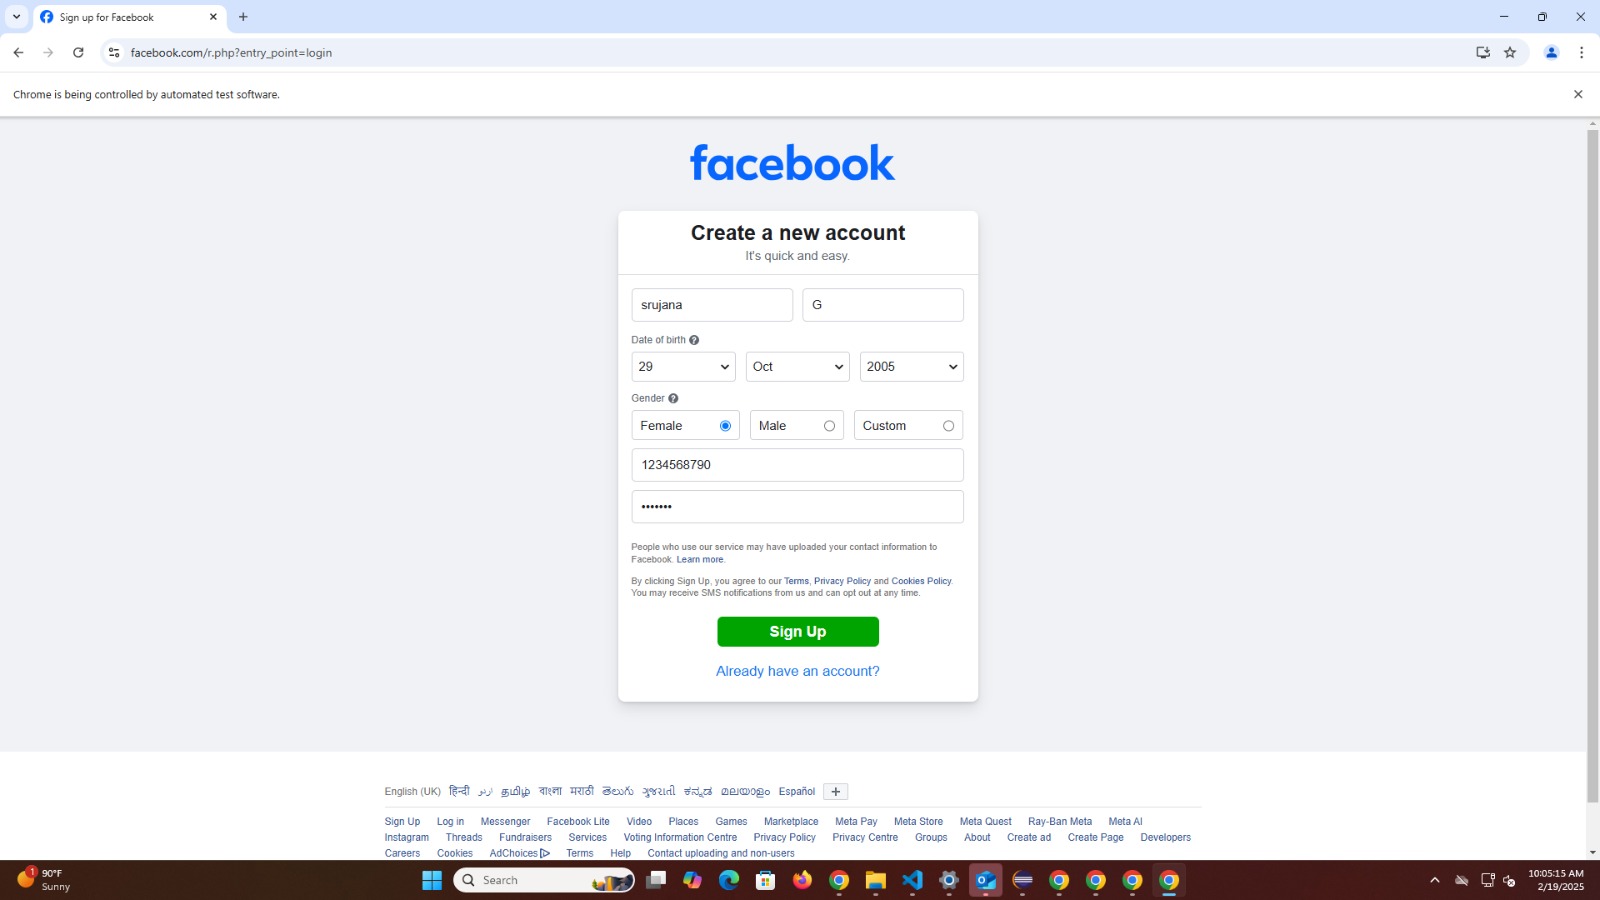 Sign up for Facebook
facebook.com/r.php?entry_point=login
Chrome is being controlled by automated test software.
facebook
Create a new account
It's quick and easy.
srujana G
Date of birth
29 Oct 2005
Gender
Female Male Custom
1234568790
•••••••
People who use our service may have uploaded your contact information to
Facebook. Learn more.
By clicking Sign Up, you agree to our Terms, Privacy Policy and Cookies Policy.
You may receive SMS notifications from us and can opt out at any time.
Sign Up
Already have an account?
English (UK) हिन्दी اردو தமிழ் বাংলা मराठी తెలుగు ગુજરાતી ಕನ್ನಡ മലയാളം Español
Sign Up Log in Messenger Facebook Lite Video Places Games Marketplace Meta Pay Meta Store Meta Quest Ray-Ban Meta Meta AI
Instagram Threads Fundraisers Services Voting Information Centre Privacy Policy Privacy Centre Groups About Create ad Create Page Developers
Careers Cookies AdChoices Terms Help Contact uploading and non-users
1 90°F
Sunny
Search
10:05:15 AM
2/19/2025